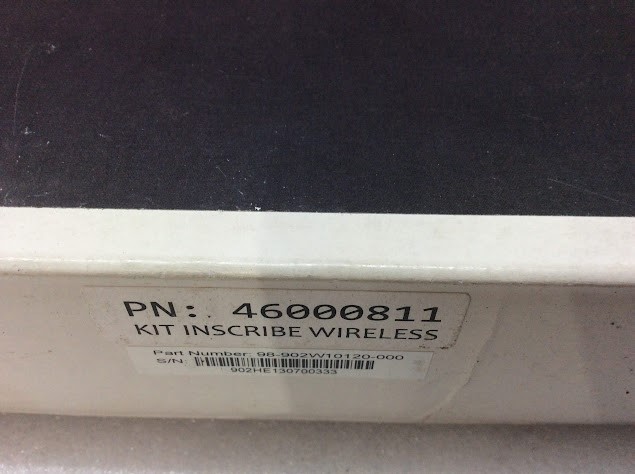 PN: 46000811
KIT INSCRIBE WIRELESS
Part Number: 98-902W10120-000
S/N
902HE130700333